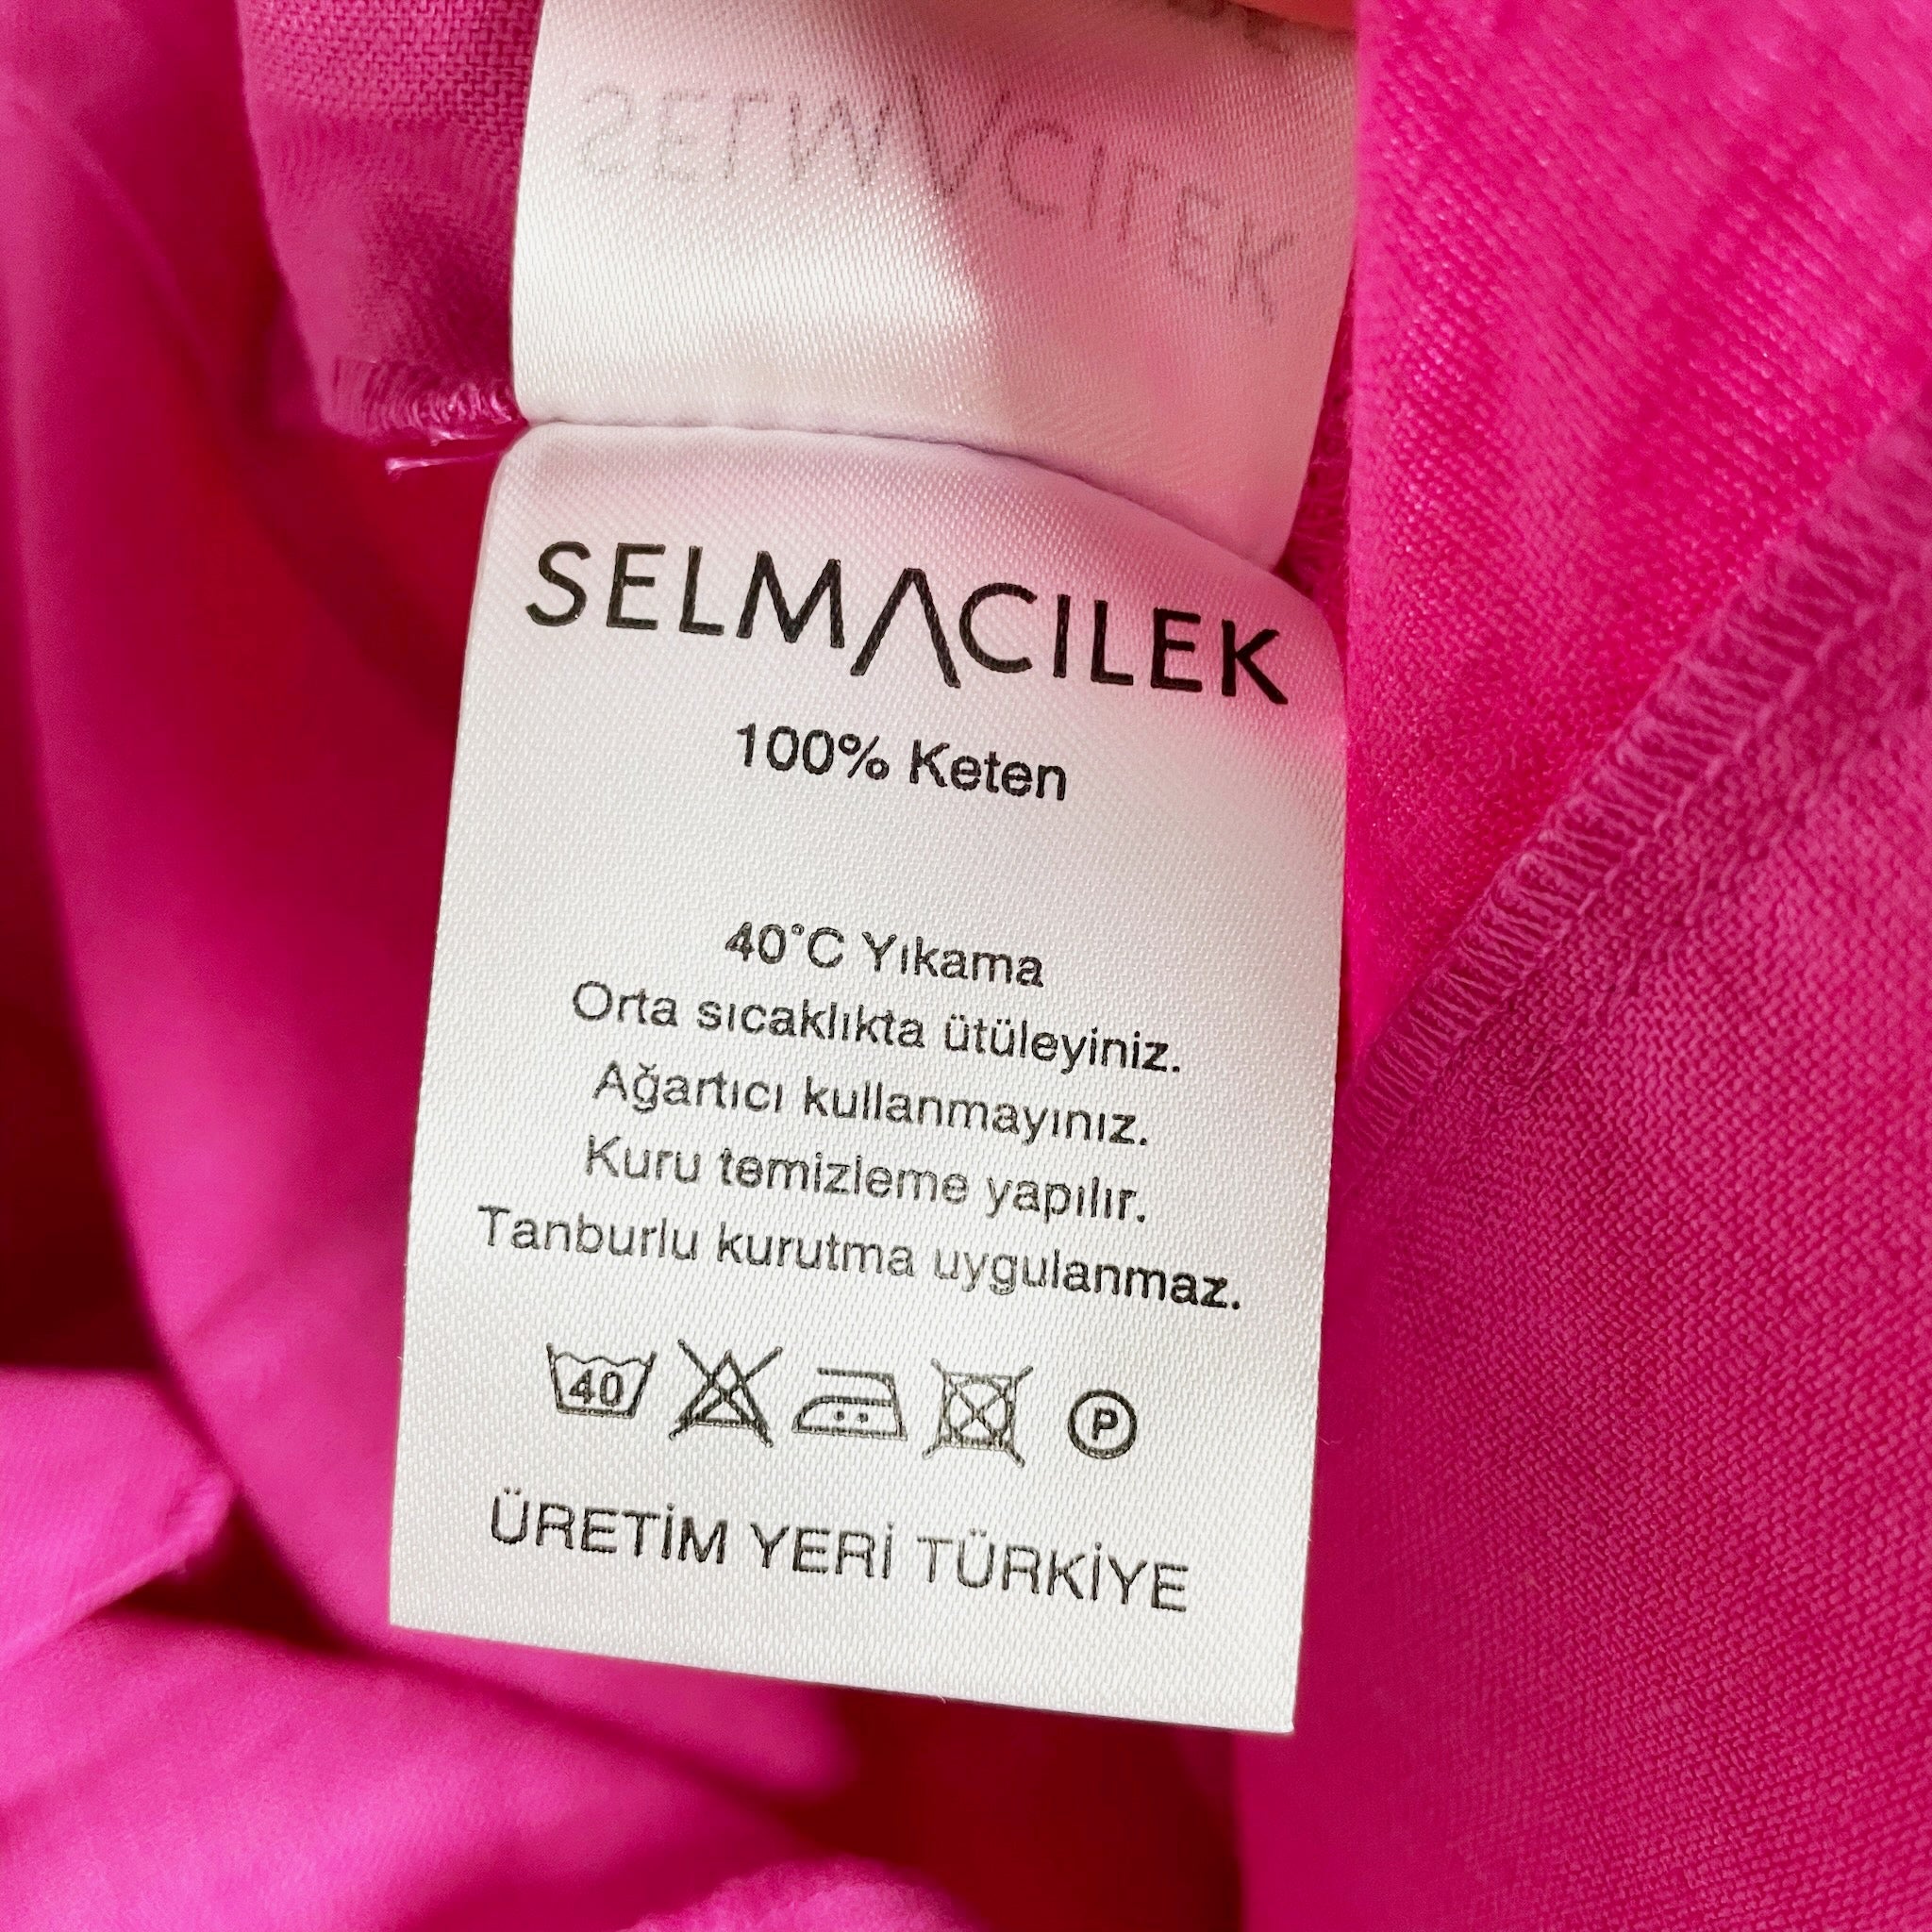 SELMACILEK
SELMACILEK
100% Keten
40°C Yıkama
Orta sıcaklıkta ütüleyiniz.
Ağartıcı kullanmayınız.
Kuru temizleme yapılır.
Tanburlu kurutma uygulanmaz.
40
P
ÜRETİM YERİ TÜRKİYE